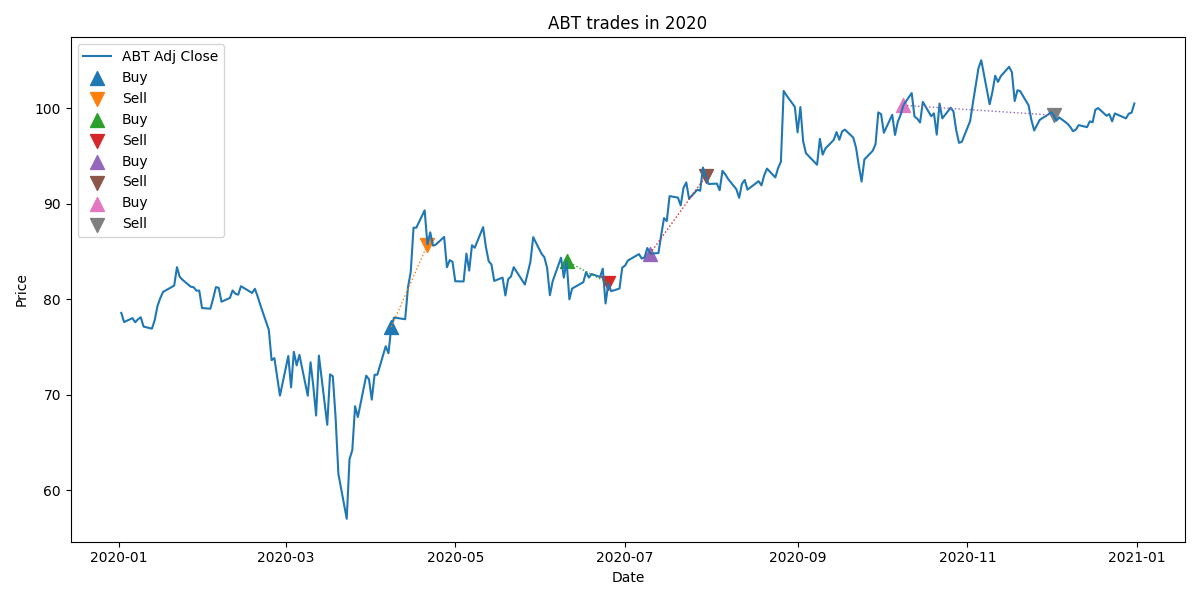 ABT trades in 2020
ABT Adj Close
Buy
Sell
Buy
Sell
Buy
Sell
Buy
Sell
100
90
80
70
60
Price
2020-01
2020-03
2020-05
2020-07
2020-09
2020-11
2021-01
Date